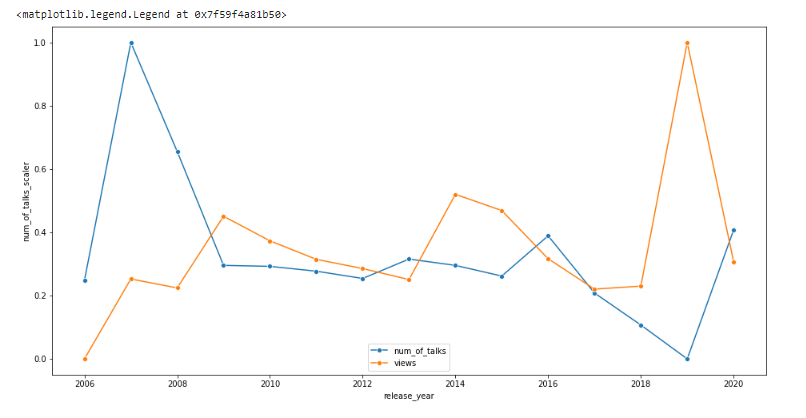 <matplotlib.legend.Legend at 0x7f59f4a81b50>
1.0
0.8
0.6
0.4
0.2
0.0
num_of_talks_scaler
num_of_talks
views
2006
2008
2010
2012
2014
2016
2018
2020
release_year